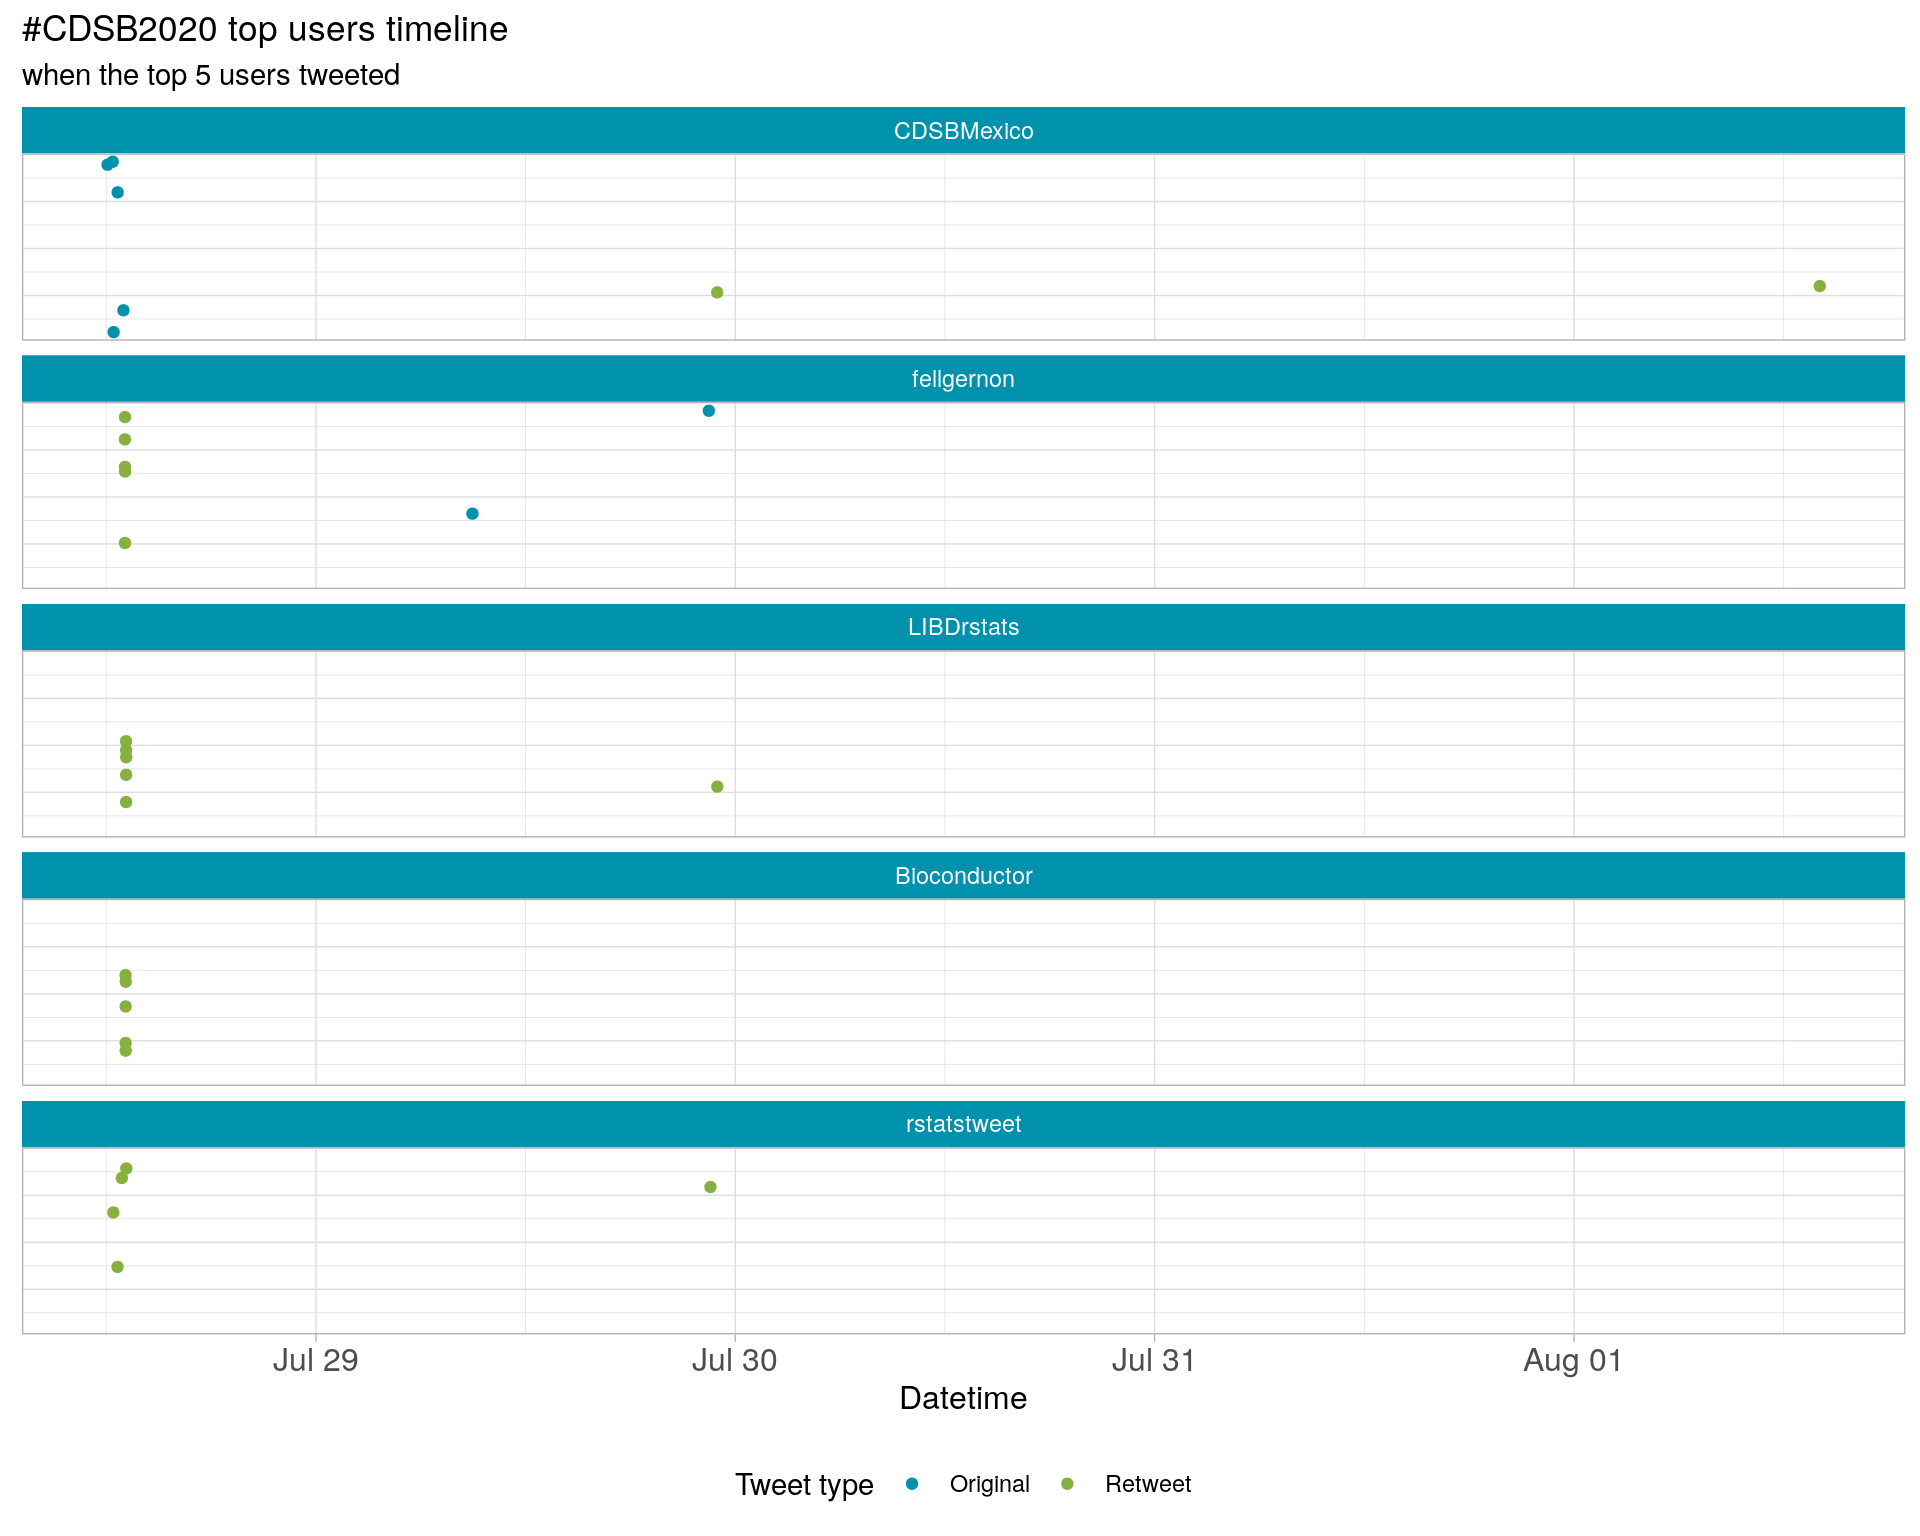 #CDSB2020 top users timeline
when the top 5 users tweeted
CDSBMexico
fellgernon
LIBDrstats
Bioconductor
rstatstweet
Jul 29 Jul 30 Jul 31 Aug 01
Datetime
Tweet type Original Retweet